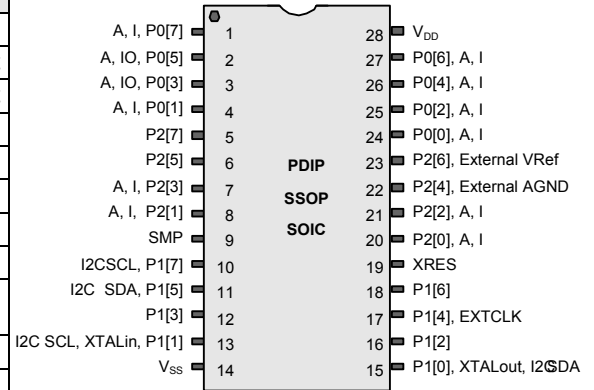 A, I, P0[7] 1 28 VDD
A, IO, P0[5] 2 27 P0[6], A, I
A, IO, P0[3] 3 26 P0[4], A, I
A, I, P0[1] 4 25 P0[2], A, I
P2[7] 5 24 P0[0], A, I
P2[5] 6 PDIP 23 P2[6], External VRef
A, I, P2[3] 7 SSOP 22 P2[4], External AGND
A, I, P2[1] 8 SOIC 21 P2[2], A, I
SMP 9 20 P2[0], A, I
I2CSCL, P1[7] 10 19 XRES
I2C SDA, P1[5] 11 18 P1[6]
P1[3] 12 17 P1[4], EXTCLK
I2C SCL, XTALin, P1[1] 13 16 P1[2]
VSS 14 15 P1[0], XTALout, I2CSDA